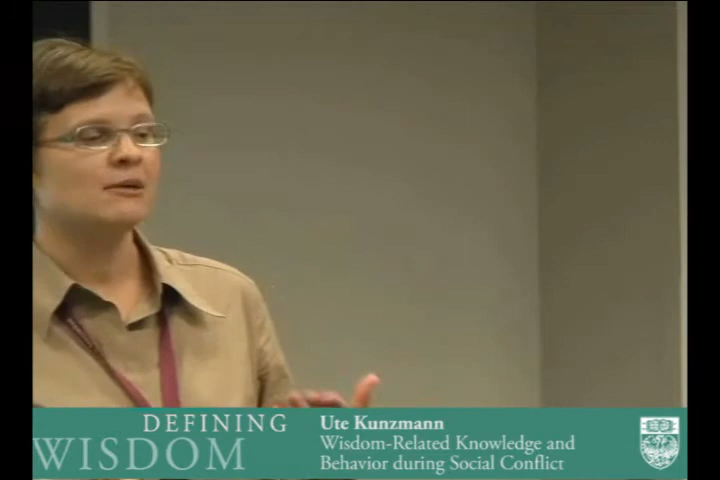 DEFINING
WISDOM
Ute Kunzmann
Wisdom-Related Knowledge and
Behavior during Social Conflict